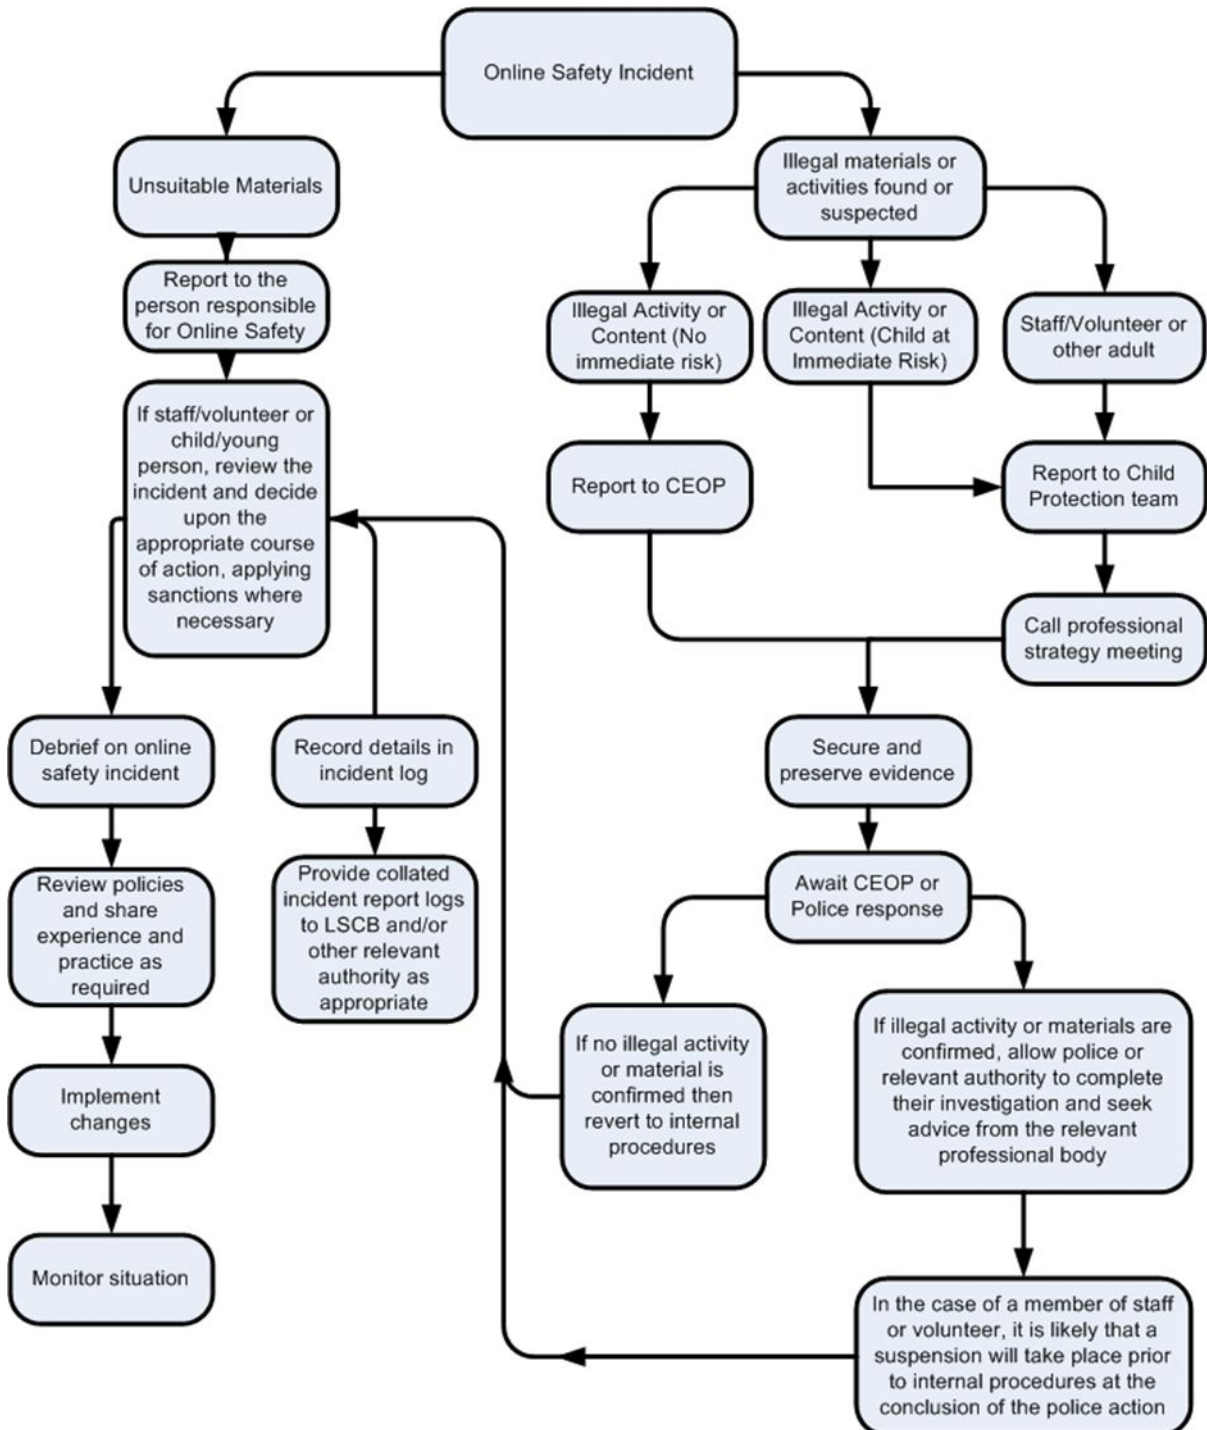 Online Safety Incident
Unsuitable Materials
Illegal materials or
activities found or
suspected
Report to the
person responsible
for Online Safety
Illegal Activity or
Content (No
immediate risk)
Illegal Activity or
Content (Child at
Immediate Risk)
Staff/Volunteer or
other adult
If staff/volunteer or
child/young
person, review the
incident and decide
upon the
appropriate course
of action, applying
sanctions where
necessary
Report to CEOP
Report to Child
Protection team
Call professional
strategy meeting
Debrief on online
safety incident
Record details in
incident log
Secure and
preserve evidence
Review policies
and share
experience and
practice as
required
Provide collated
incident report logs
to LSCB and/or
other relevant
authority as
appropriate
Await CEOP or
Police response
If no illegal activity
or material is
confirmed then
revert to internal
procedures
If illegal activity or materials are
confirmed, allow police or
relevant authority to complete
their investigation and seek
advice from the relevant
professional body
Implement
changes
Monitor situation
In the case of a member of staff
or volunteer, it is likely that a
suspension will take place prior
to internal procedures at the
conclusion of the police action